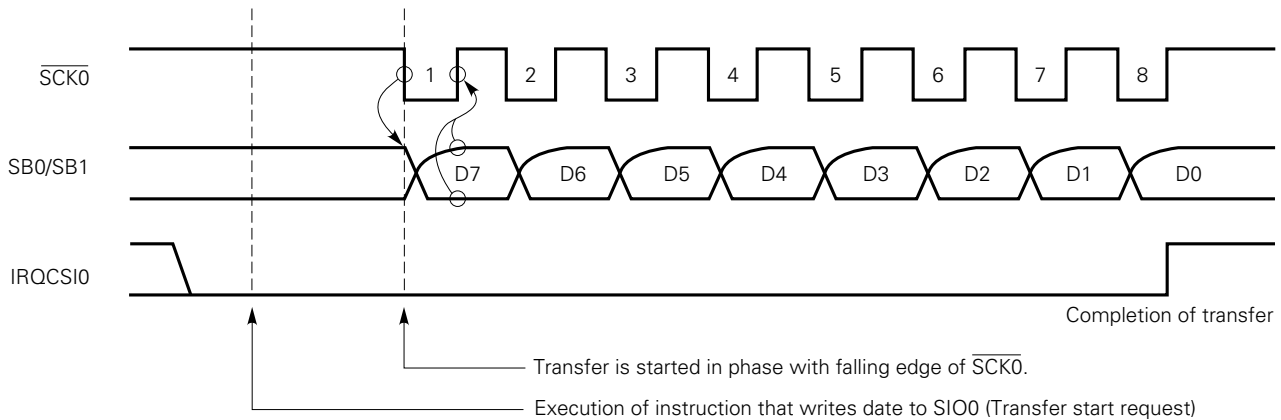 SCK0
1 2 3 4 5 6 7 8
SB0/SB1
D7 D6 D5 D4 D3 D2 D1 D0
IRQCSI0
Completion of transfer
Transfer is started in phase with falling edge of SCK0.
Execution of instruction that writes date to SIO0 (Transfer start request)